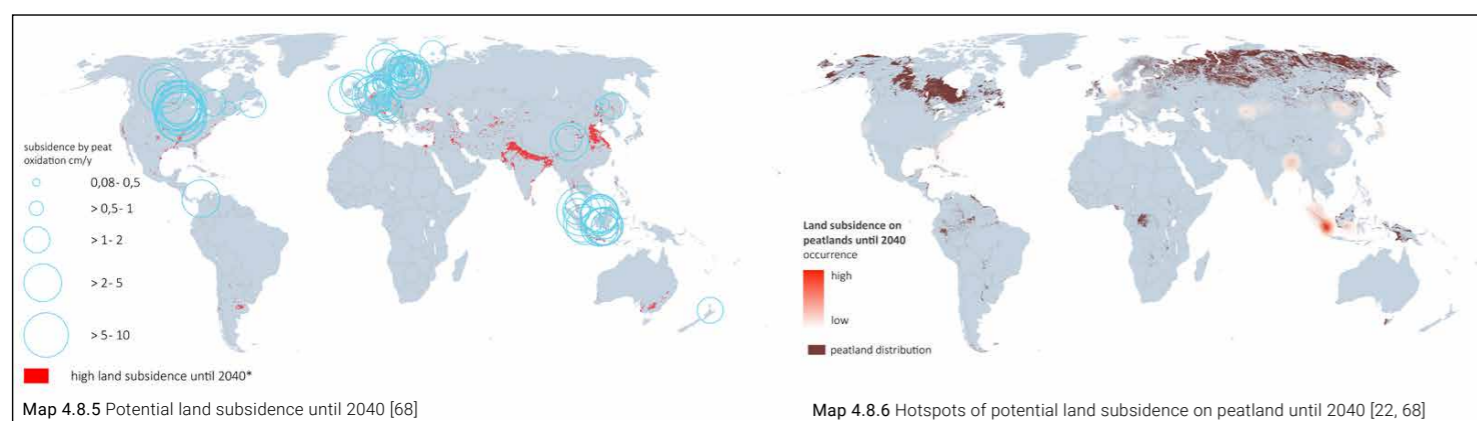 subsidence by peat
oxidation cm/y
0,08- 0,5
> 0,5- 1
> 1- 2
> 2- 5
> 5- 10
high land subsidence until 2040*
Map 4.8.5 Potential land subsidence until 2040 [68]
Land subsidence on
peatlands until 2040
occurrence
high
low
peatland distribution
Map 4.8.6 Hotspots of potential land subsidence on peatland until 2040 [22, 68]